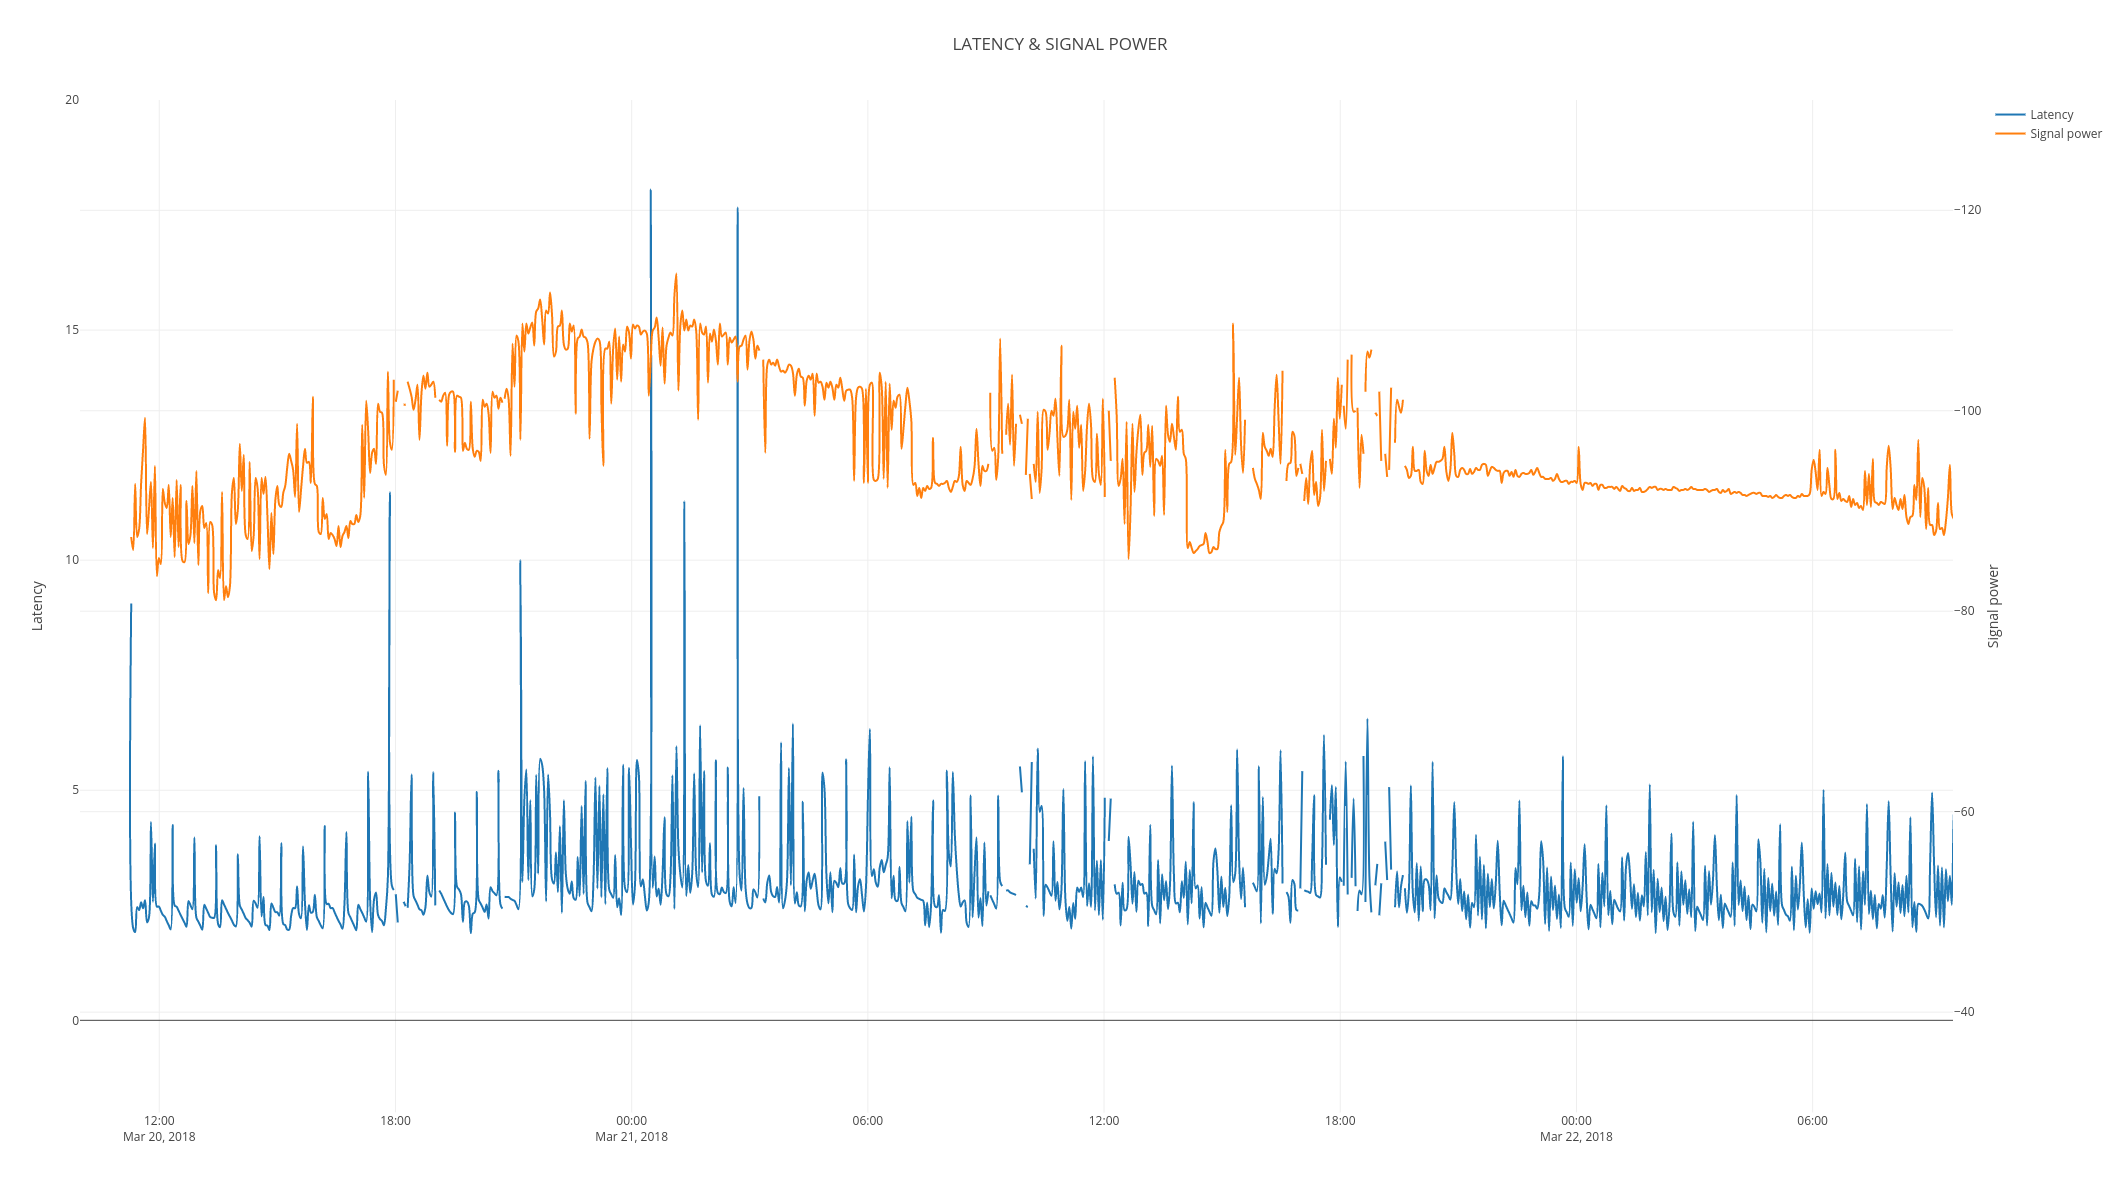 LATENCY & SIGNAL POWER
Latency
Signal power
20
15
10
5
0
Latency
−120
−100
−80
−60
−40
Signal power
12:00
Mar 20, 2018
18:00
00:00
Mar 21, 2018
06:00
12:00
18:00
00:00
Mar 22, 2018
06:00